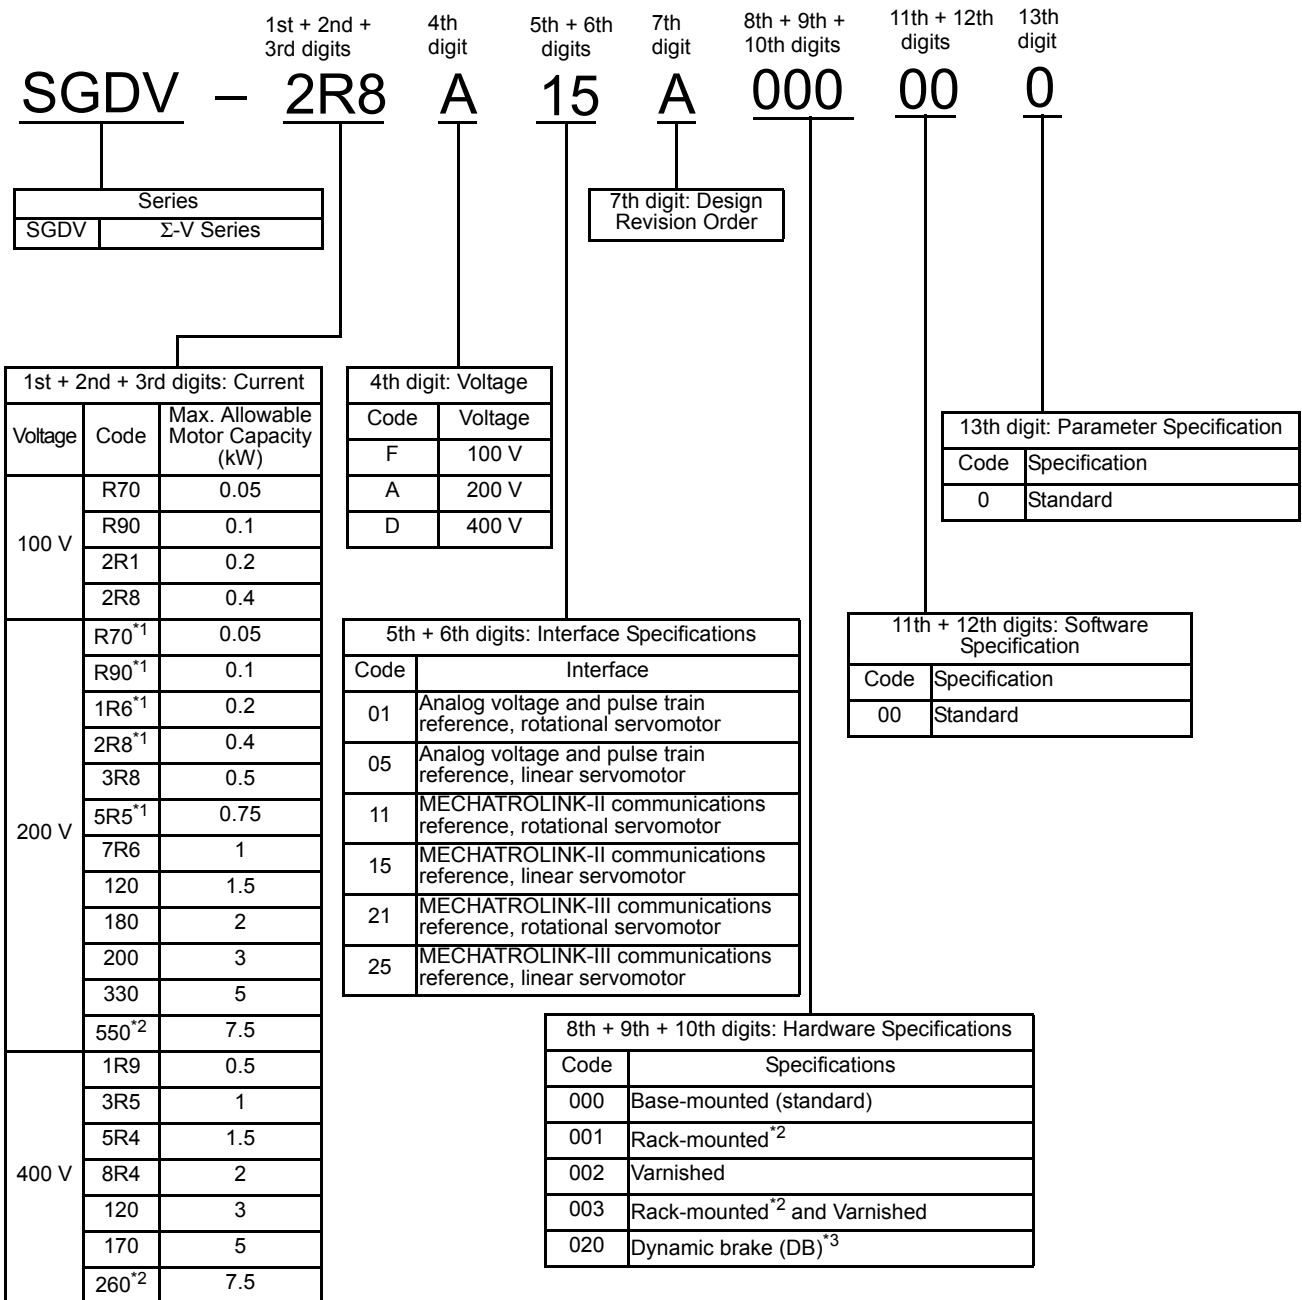 1st + 2nd +
3rd digits
4th
digit
5th + 6th
digits
7th
digit
8th + 9th +
10th digits
11th + 12th
digits
13th
digit
SGDV – 2R8 A 15 A 000 00 0
Series
SGDV Σ-V Series
7th digit: Design
Revision Order
1st + 2nd + 3rd digits: Current
Voltage Code Max. Allowable
Motor Capacity
(kW)
100 V
R70 0.05
R90 0.1
2R1 0.2
2R8 0.4
200 V
R70*1 0.05
R90*1 0.1
1R6*1 0.2
2R8*1 0.4
3R8 0.5
5R5*1 0.75
7R6 1
120 1.5
180 2
200 3
330 5
550*2 7.5
400 V
1R9 0.5
3R5 1
5R4 1.5
8R4 2
120 3
170 5
260*2 7.5
4th digit: Voltage
Code Voltage
F 100 V
A 200 V
D 400 V
5th + 6th digits: Interface Specifications
Code Interface
01 Analog voltage and pulse train
reference, rotational servomotor
05 Analog voltage and pulse train
reference, linear servomotor
11 MECHATROLINK-II communications
reference, rotational servomotor
15 MECHATROLINK-II communications
reference, linear servomotor
21 MECHATROLINK-III communications
reference, rotational servomotor
25 MECHATROLINK-III communications
reference, linear servomotor
13th digit: Parameter Specification
Code Specification
0 Standard
11th + 12th digits: Software
Specification
Code Specification
00 Standard
8th + 9th + 10th digits: Hardware Specifications
Code Specifications
000 Base-mounted (standard)
001 Rack-mounted*2
002 Varnished
003 Rack-mounted*2 and Varnished
020 Dynamic brake (DB)*3